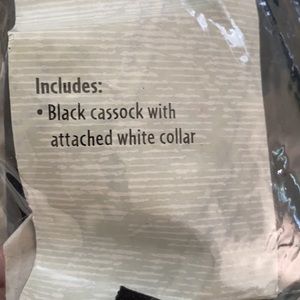 Includes:
• Black cassock with
attached white collar